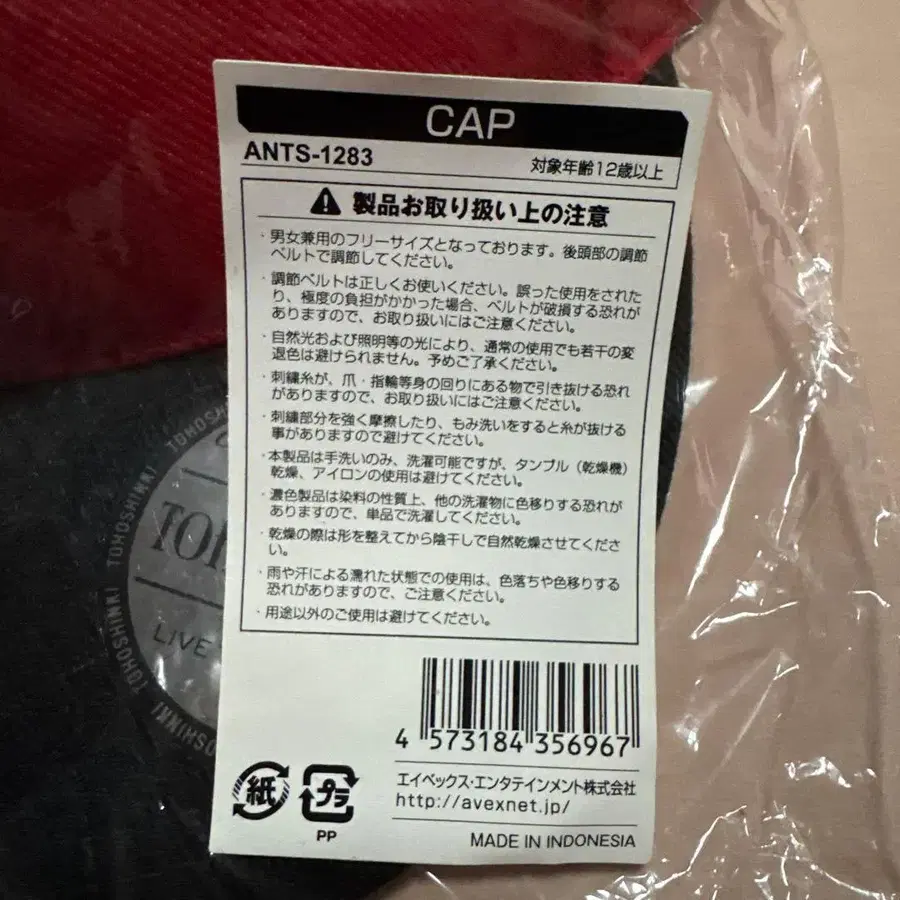 CAP
ANTS-1283
対象年齢12歳以上
製品お取り扱い上の注意
・男女兼用のフリーサイズとなっております。後頭部の調節
ベルトで調節してください。
・調節ベルトは正しくお使いください。誤った使用をされた
り、極度の負担がかかった場合、ベルトが破損する恐れが
ありますので、お取り扱いにはご注意ください。
・自然光および照明等の光により、通常の使用でも若干の変
退色は避けられません。予めご了承ください。
・刺繍糸が、爪・指輪等身の回りにある物で引き抜ける恐れ
がありますので、お取り扱いにはご注意ください。
・刺繍部分を強く摩擦したり、もみ洗いをすると糸が抜ける
事がありますので避けてください。
・本製品は手洗いのみ、洗濯可能ですが、タンブル（乾燥機）
乾燥、アイロンの使用は避けてください。
・濃色製品は染料の性質上、他の洗濯物に色移りする恐れが
ありますので、単品で洗濯してください。
・乾燥の際は形を整えてから陰干しで自然乾燥させてくださ
い。
・雨や汗による濡れた状態での使用は、色落ちや色移りする
恐れがありますので、ご注意ください。
・用途以外のご使用は避けてください。
4 573184 356967
エイベックス・エンタテインメント株式会社
http://avexnet.jp/
紙
プラ
PP
MADE IN INDONESIA
TOHOSHINKI
TOHOSHINKI
TOHOSHINKI
LIVE